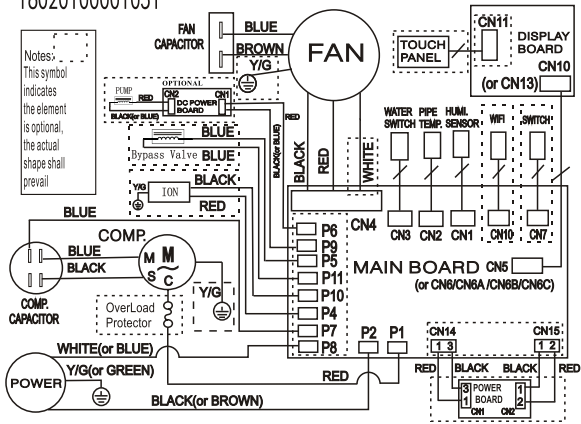 18020100001051
Notes:
This symbol
indicates
the element
is optional,
the actual
shape shall
prevail
FAN
CAPACITOR
BLUE
BROWN
Y/G
FAN
TOUCH
PANEL
CN11
DISPLAY
BOARD
CN10
(or CN13)
OPTIONAL
PUMP
RED
CN2
CN1
DC POWER
BOARD
BLACK(or BLUE)
RED
BLACK(or BLUE)
BLUE
Bypass Valve
BLUE
Y/G
ION
BLACK
RED
BLACK
RED
WHITE
WATER
SWITCH
PIPE
TEMP.
HUMI.
SENSOR
WIFI
SWITCH
CN4
CN3
CN2
CN1
CN10
CN7
BLUE
COMP.
BLUE
BLACK
M
M
S
C
~
COMP.
CAPACITOR
Y/G
OverLoad
Protector
P6
P9
P5
P11
P10
P4
P7
P8
MAIN BOARD
CN5
(or CN6/CN6A /CN6B/CN6C)
P2
P1
CN14
CN15
1 3
1 2
WHITE(or BLUE)
Y/G(or GREEN)
POWER
BLACK(or BROWN)
RED
RED
BLACK
BLACK
RED
3
1
POWER
BOARD
1
2
CN1
CN2